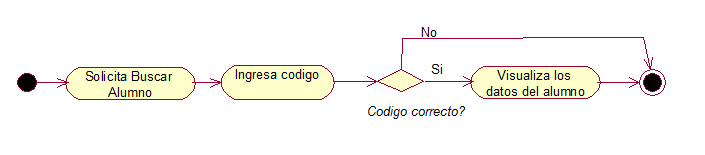 No
Solicita Buscar
Alumno
Ingresa codigo
Si
Visualiza los
datos del alumno
Codigo correcto?